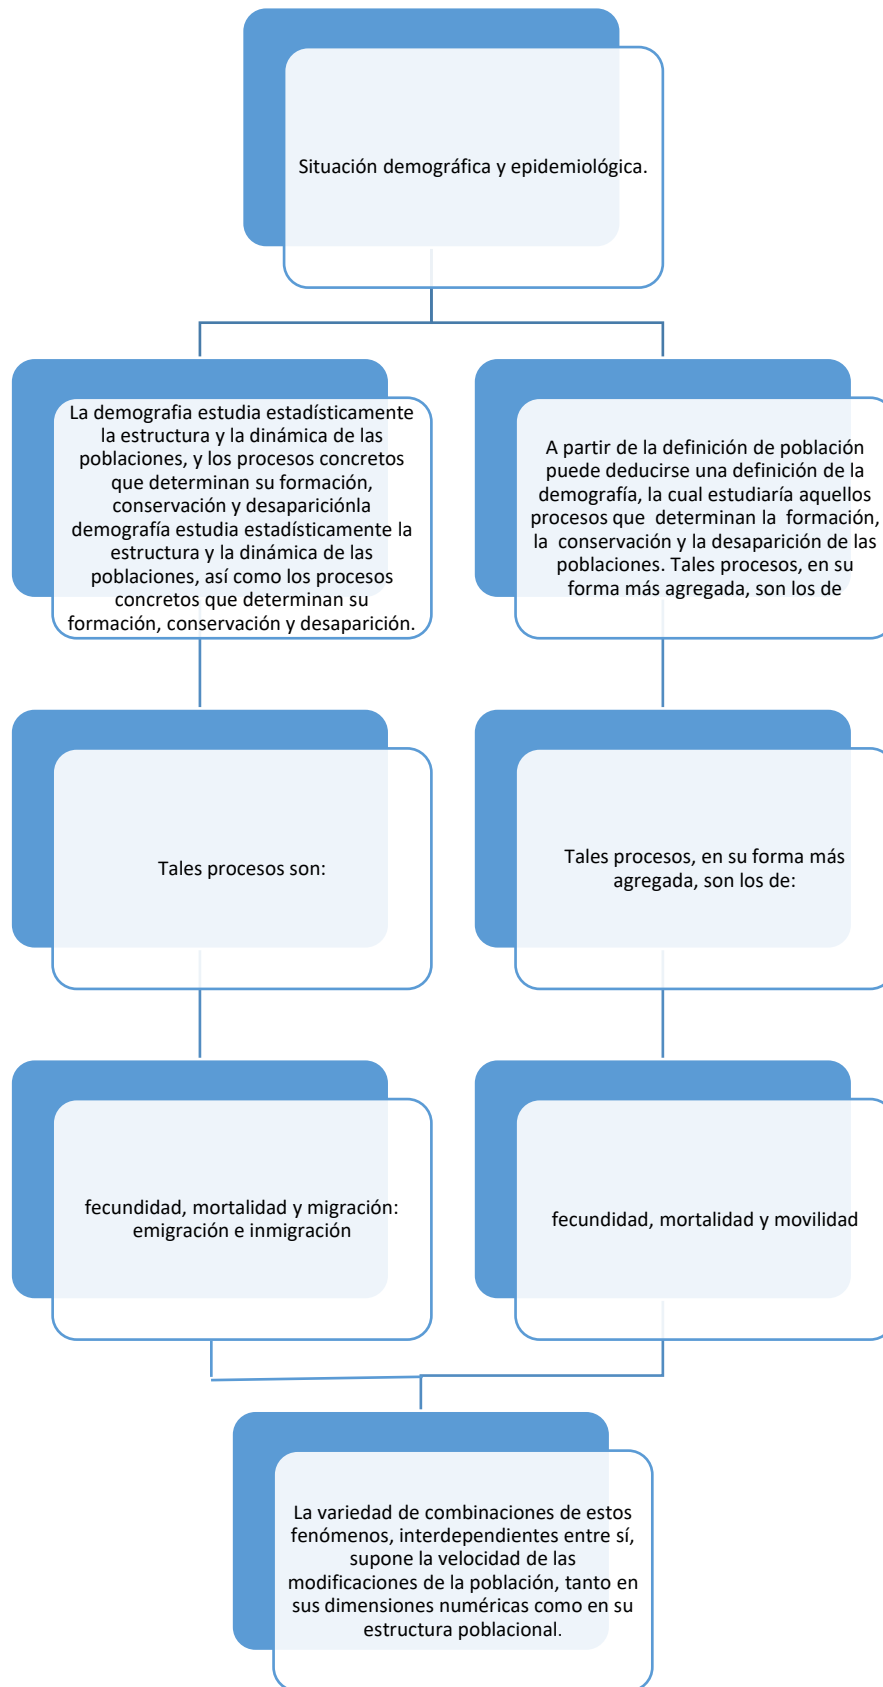 Situación demográfica y epidemiológica.
La demografia estudia estadísticamente
la estructura y la dinámica de las
poblaciones, y los procesos concretos
que determinan su formación,
conservación y desapariciónla
demografía estudia estadísticamente la
estructura y la dinámica de las
poblaciones, así como los procesos
concretos que determinan su
formación, conservación y desaparición.
A partir de la definición de población
puede deducirse una definición de la
demografía, la cual estudiaría aquellos
procesos que determinan la formación,
la conservación y la desaparición de las
poblaciones. Tales procesos, en su
forma más agregada, son los de
Tales procesos son:
Tales procesos, en su forma más
agregada, son los de:
fecundidad, mortalidad y migración:
emigración e inmigración
fecundidad, mortalidad y movilidad
La variedad de combinaciones de estos
fenómenos, interdependientes entre sí,
supone la velocidad de las
modificaciones de la población, tanto en
sus dimensiones numéricas como en su
estructura poblacional.